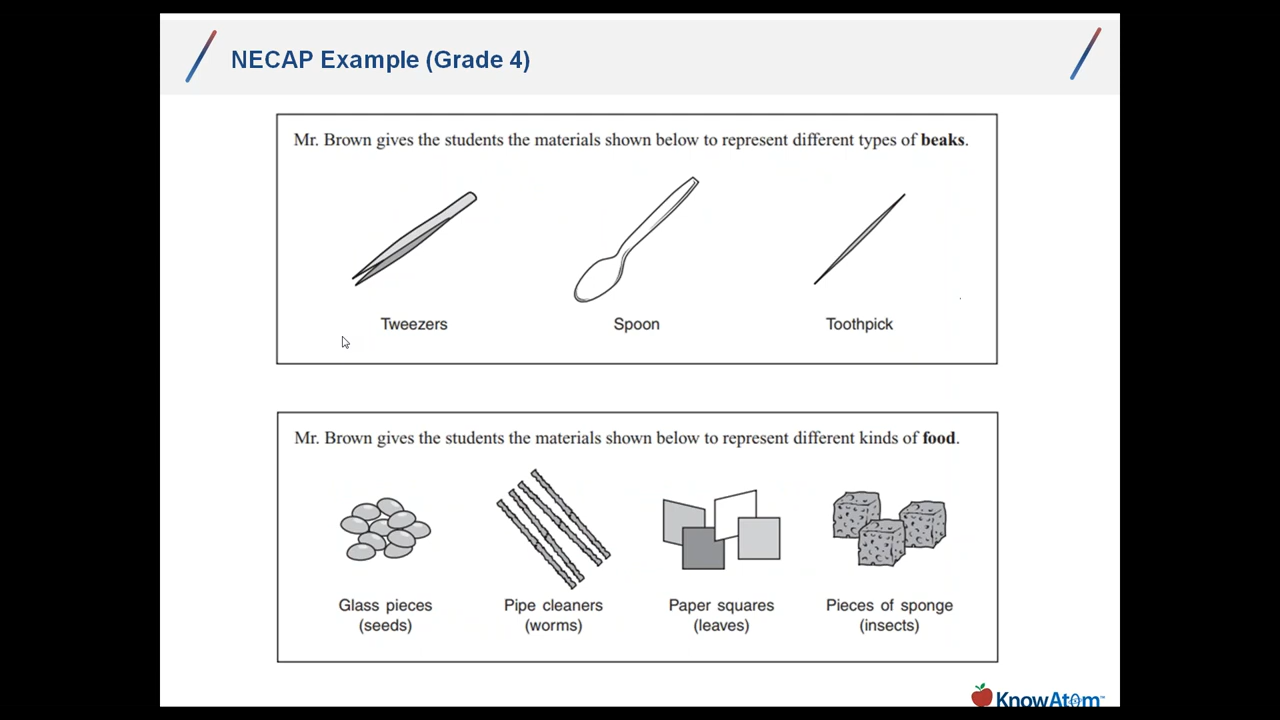 NECAP Example (Grade 4)
Mr. Brown gives the students the materials shown below to represent different types of beaks.
Tweezers
Spoon
Toothpick
Mr. Brown gives the students the materials shown below to represent different kinds of food.
Glass pieces
(seeds)
Pipe cleaners
(worms)
Paper squares
(leaves)
Pieces of sponge
(insects)
KnowAtom™